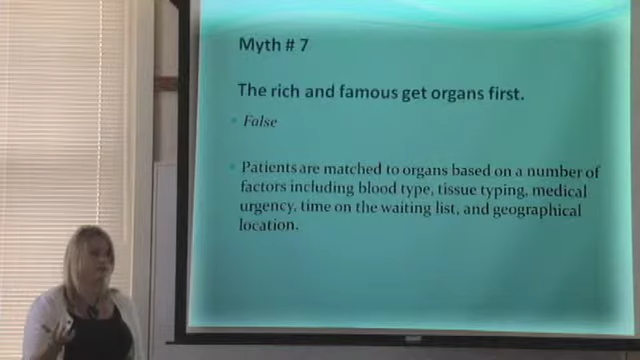 Myth # 7
The rich and famous get organs first.
False
Patients are matched to organs based on a number of
factors including blood type, tissue typing, medical
urgency, time on the waiting list, and geographical
location.